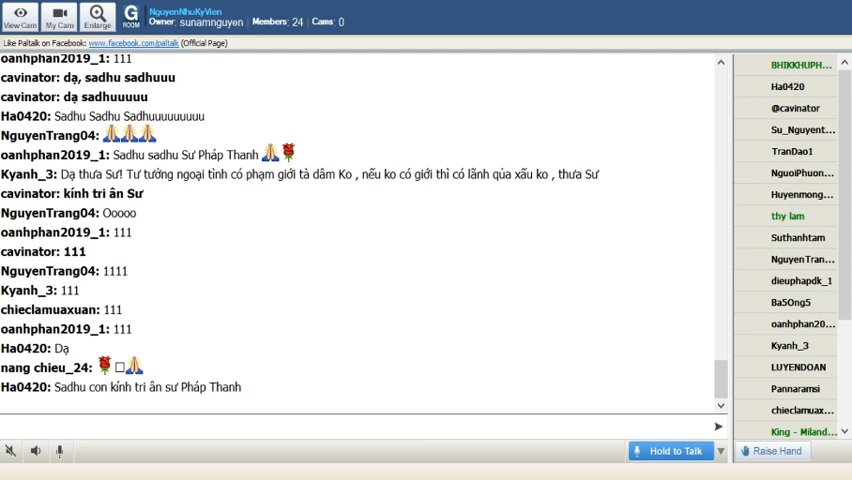 View Cam
My Cams
Enlarge
G
ROOM
NguyenNhuKyVien
Owner: sunamnguyen Members: 24 Cams: 0
Like Paltalk on Facebook: www.facebook.com/paltalk (Official Page)
oanhphan2019_1: 111
cavinator: dạ, sadhu sadhuuu
cavinator: dạ sadhuuuuu
Ha0420: Sadhu Sadhu Sadhuuuuuuuuu
NguyenTrang04:
oanhphan2019_1: Sadhu sadhu Sư Pháp Thanh
Kyanh_3: Dạ thưa Sư! Tư tưởng ngoại tình có phạm giới tà dâm Ko , nếu ko có giới thì có lãnh qủa xấu ko , thưa Sư
cavinator: kính tri ân Sư
NguyenTrang04: Ooooo
oanhphan2019_1: 111
cavinator: 111
NguyenTrang04: 1111
Kyanh_3: 111
chieclamuaxuan: 111
oanhphan2019_1: 111
Ha0420: Dạ
nang chieu_24:
Ha0420: Sadhu con kính tri ân sư Pháp Thanh
BHIKKHUPH...
Ha0420
@cavinator
Su_Nguyent...
TranDao1
NguoiPhuon...
Huyenmong...
thy lam
Suthanhtam
NguyenTran...
dieuphapdk_1
Ba5Ong5
oanhphan20...
Kyanh_3
LUYENDOAN
Pannaramsi
chieclamuax...
King - Miland...
Hold to Talk
Raise Hand